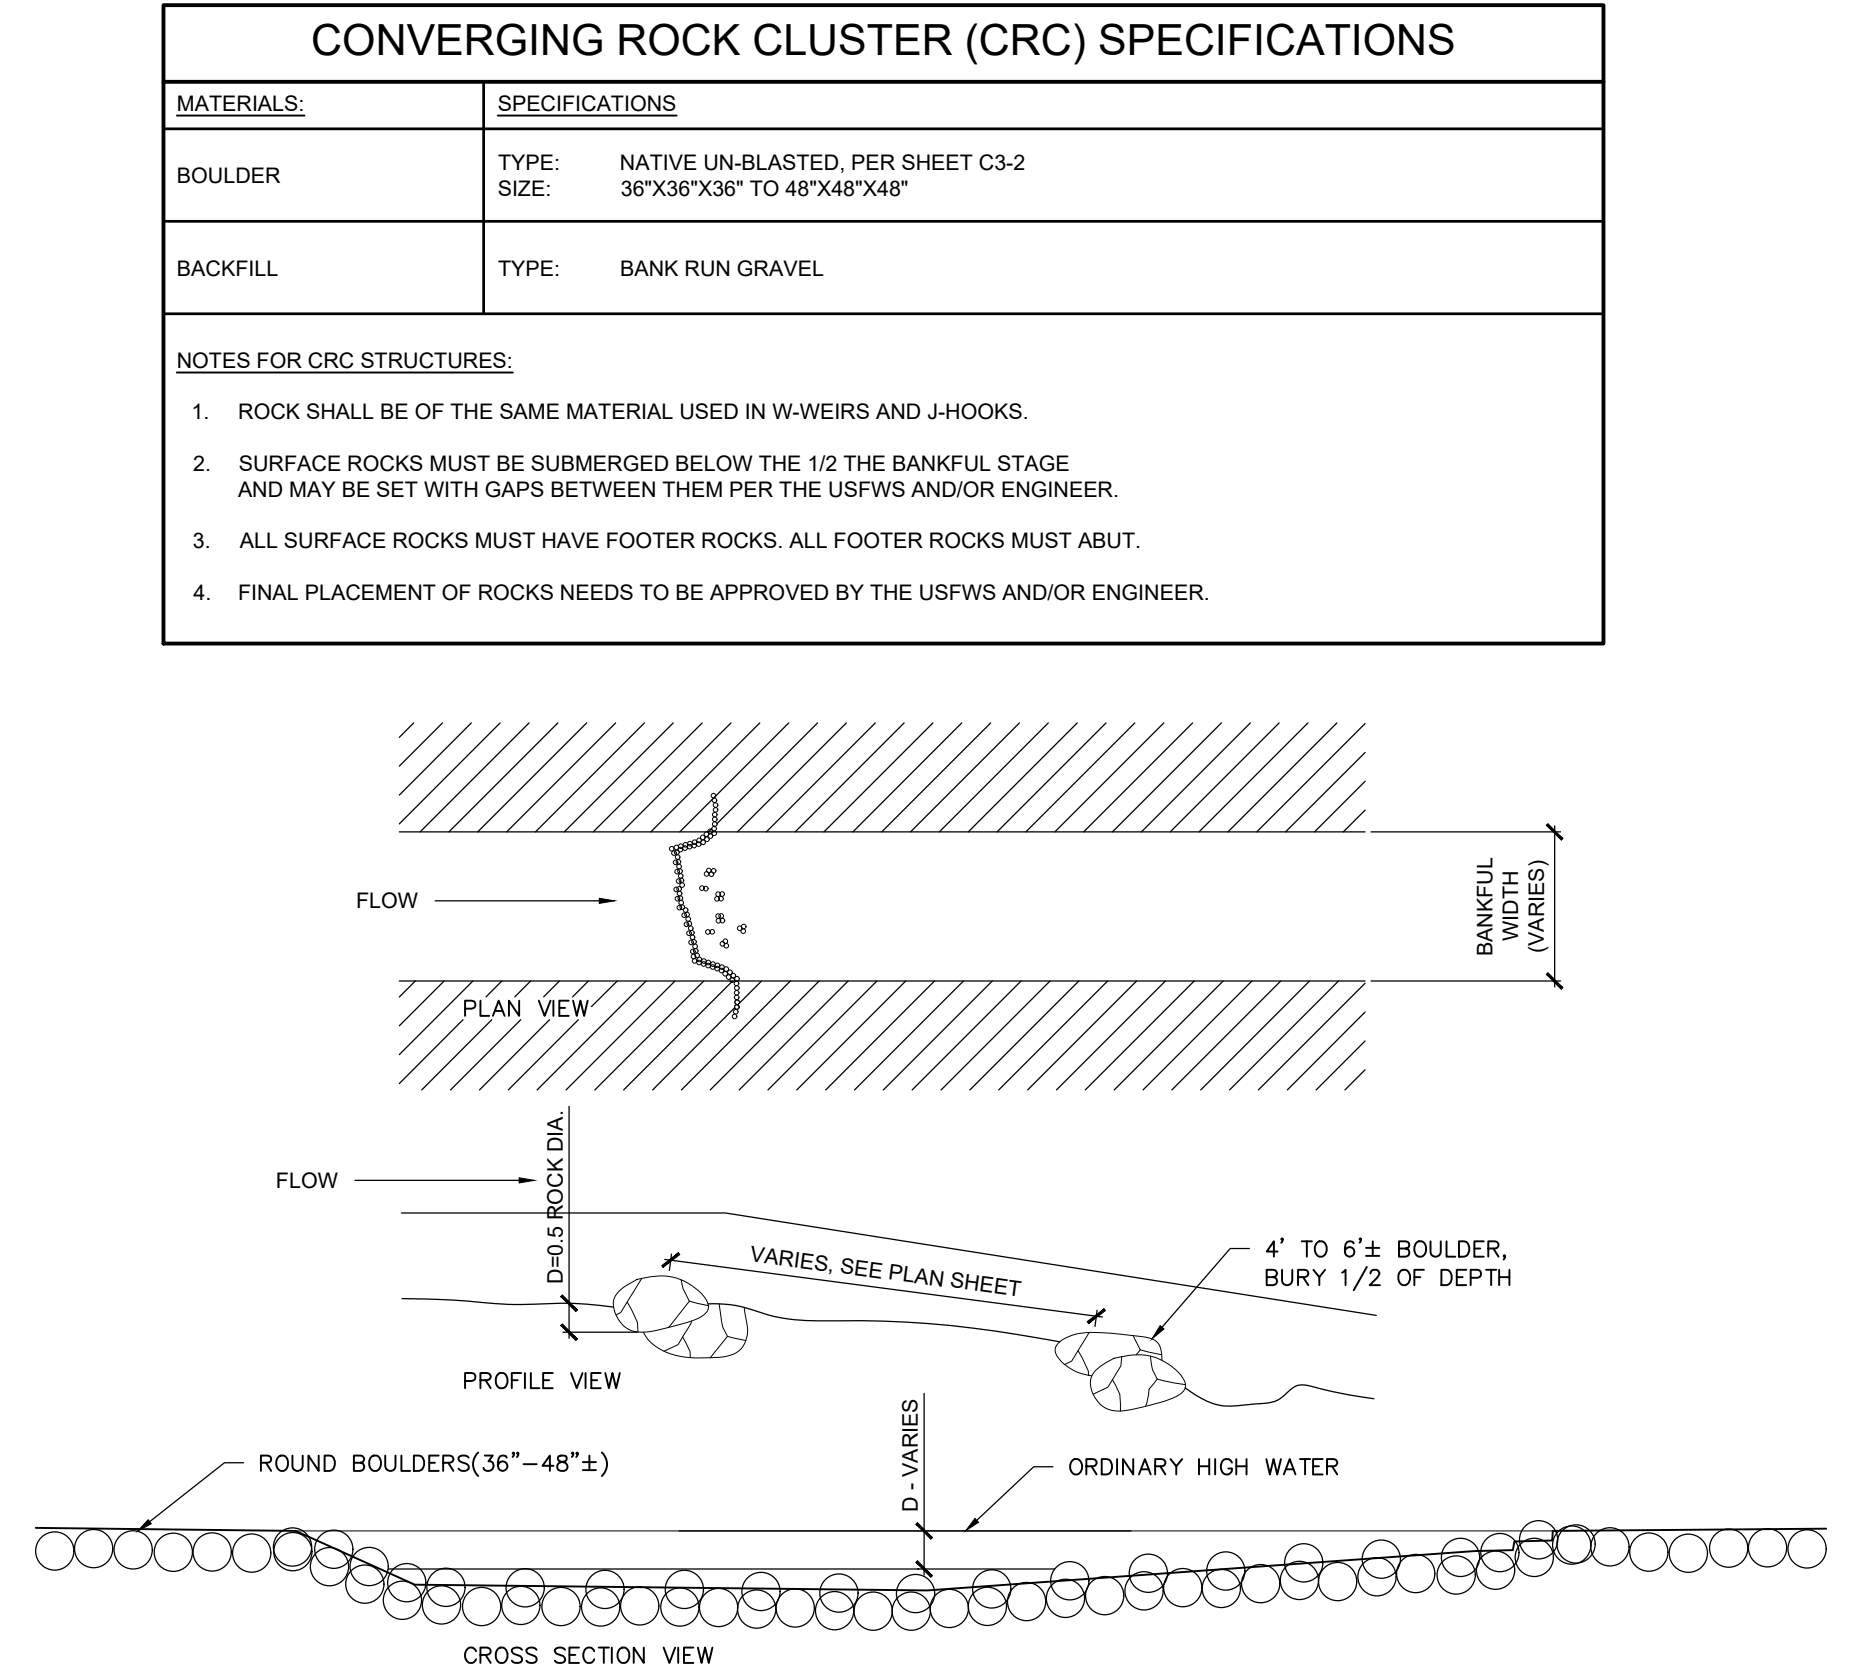 CONVERGING ROCK CLUSTER (CRC) SPECIFICATIONS
MATERIALS: SPECIFICATIONS
BOULDER
TYPE: NATIVE UN-BLASTED, PER SHEET C3-2
SIZE: 36"X36"X36" TO 48"X48"X48"
BACKFILL TYPE: BANK RUN GRAVEL
NOTES FOR CRC STRUCTURES:
1. ROCK SHALL BE OF THE SAME MATERIAL USED IN W-WEIRS AND J-HOOKS.
2. SURFACE ROCKS MUST BE SUBMERGED BELOW THE 1/2 THE BANKFUL STAGE
AND MAY BE SET WITH GAPS BETWEEN THEM PER THE USFWS AND/OR ENGINEER.
3. ALL SURFACE ROCKS MUST HAVE FOOTER ROCKS. ALL FOOTER ROCKS MUST ABUT.
4. FINAL PLACEMENT OF ROCKS NEEDS TO BE APPROVED BY THE USFWS AND/OR ENGINEER.
FLOW
BANKFUL
WIDTH
(VARIES)
PLAN VIEW
FLOW
D=0.5 ROCK DIA.
VARIES, SEE PLAN SHEET
4' TO 6'± BOULDER,
BURY 1/2 OF DEPTH
PROFILE VIEW
D - VARIES
ROUND BOULDERS(36"-48"±)
ORDINARY HIGH WATER
CROSS SECTION VIEW